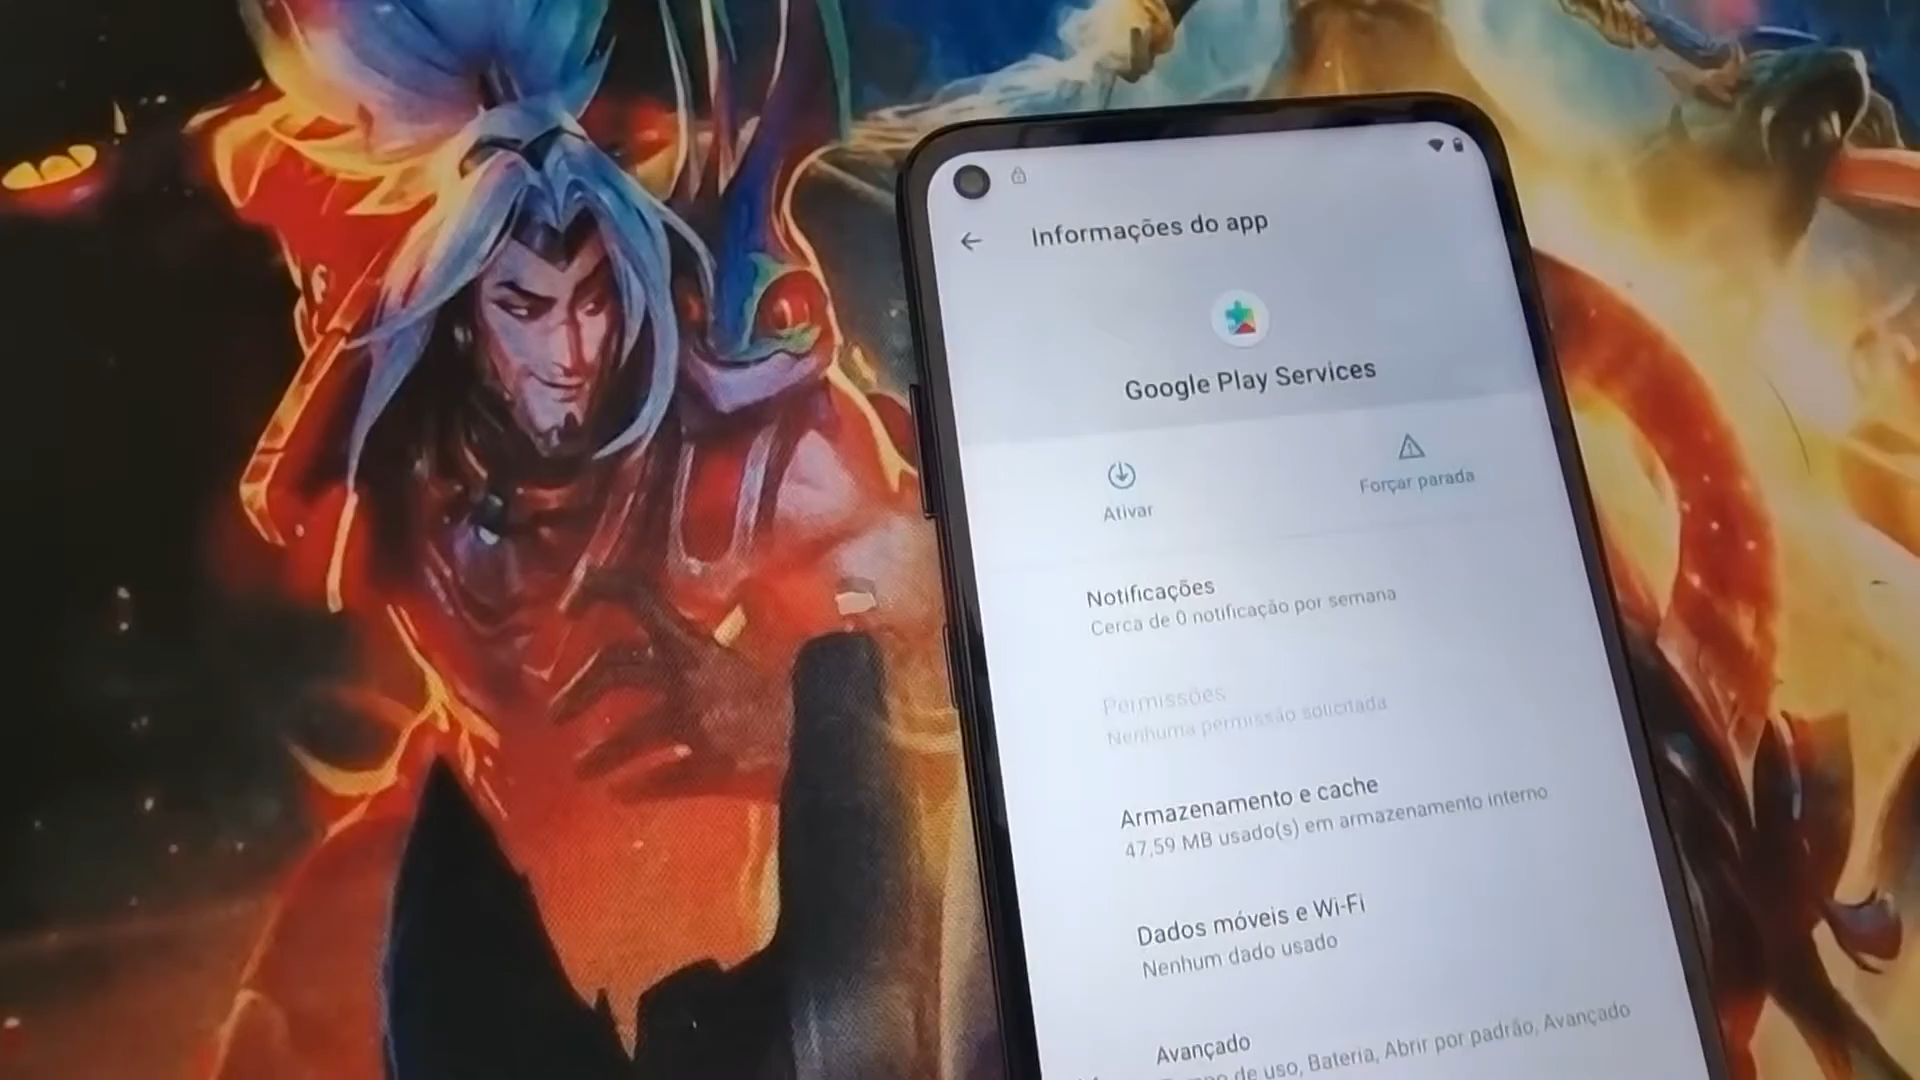 Informações do app
Google Play Services
Ativar
Forçar parada
Notificações
Cerca de 0 notificação por semana
Permissões
Nenhuma permissão solicitada
Armazenamento e cache
47,59 MB usado(s) em armazenamento interno
Dados móveis e Wi-Fi
Nenhum dado usado
Avançado
de uso, Bateria, Abrir por padrão, Avançado